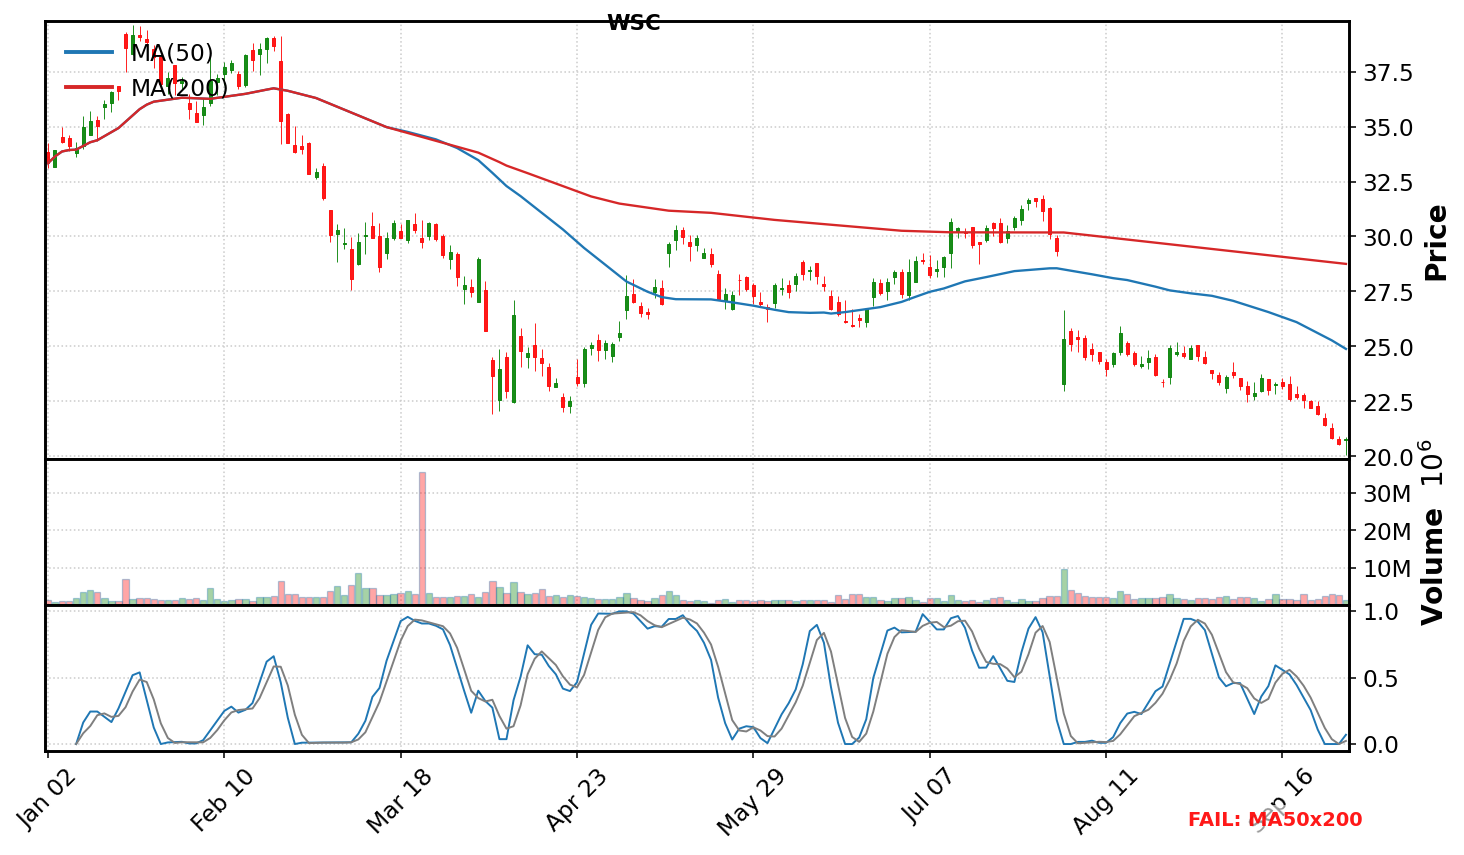 WSC
MA(50)
MA(200)
37.5
35.0
32.5
30.0
27.5
25.0
22.5
20.0
Price
30M
20M
10M
Volume 10^6
1.0
0.5
0.0
Jan 02
Feb 10
Mar 18
Apr 23
May 29
Jul 07
Aug 11
Sep 16
FAIL: MA50x200